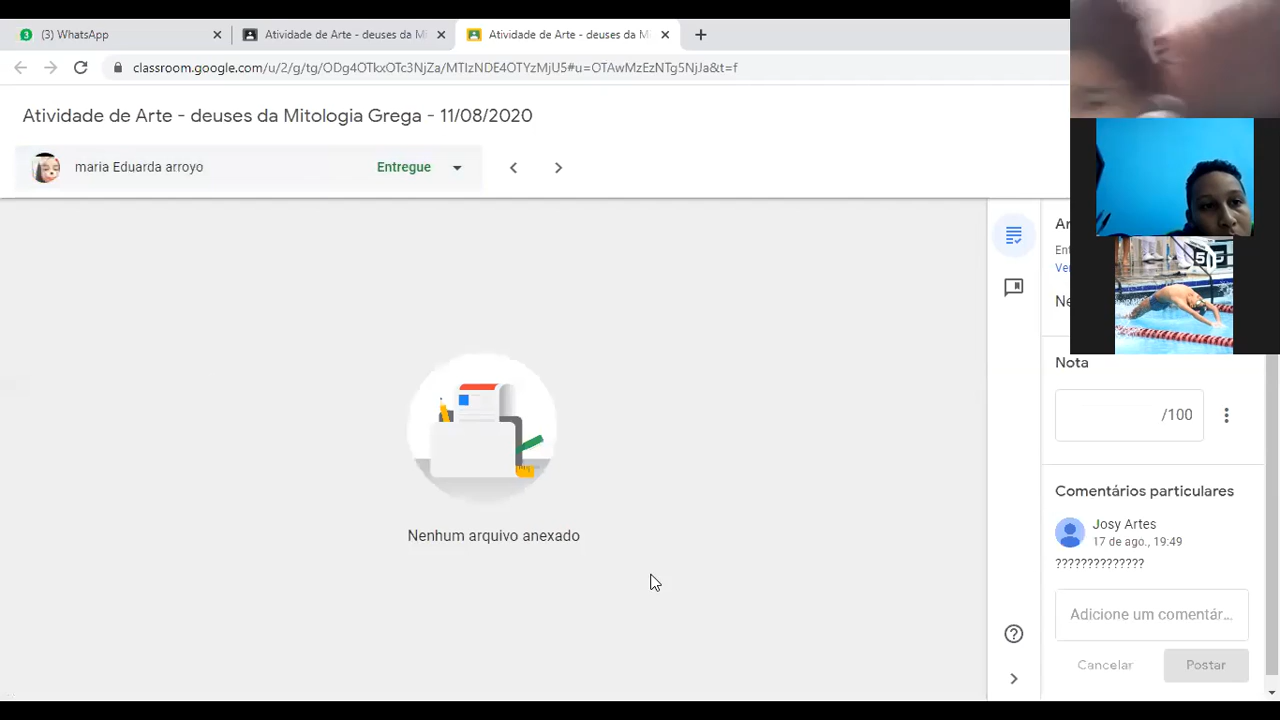 3 (3) WhatsApp
Atividade de Arte - deuses da M
Atividade de Arte - deuses da M
classroom.google.com/u/2/g/tg/ODg4OTkxOTc3NjZa/MTIzNDE4OTYzMjU5#u=OTAwMzEzNTg5NjJa&t=f
Atividade de Arte - deuses da Mitologia Grega - 11/08/2020
maria Eduarda arroyo
Entregue
Nenhum arquivo anexado
Nota
/100
Comentários particulares
Josy Artes
17 de ago., 19:49
??????????????
Adicione um comentár...
Cancelar
Postar